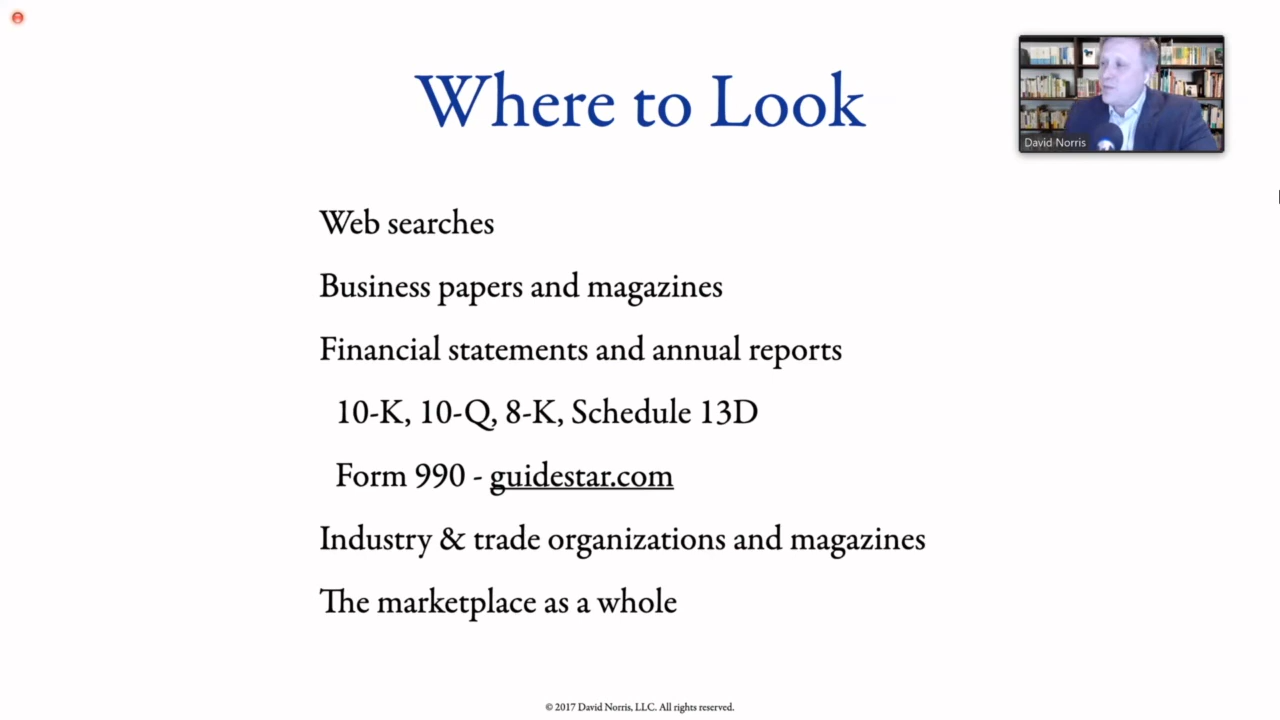 Where to Look
David Norris
Web searches
Business papers and magazines
Financial statements and annual reports
10-K, 10-Q, 8-K, Schedule 13D
Form 990 - guidestar.com
Industry & trade organizations and magazines
The marketplace as a whole
© 2017 David Norris, LLC. All rights reserved.